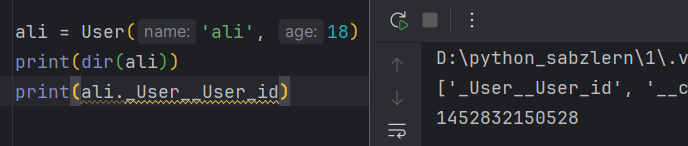 ali = User( name: 'ali', age: 18)
print(dir(ali))
print(ali._User__User_id)
D:\python_sabzlern\1\.v
['_User__User_id', '__c
1452832150528